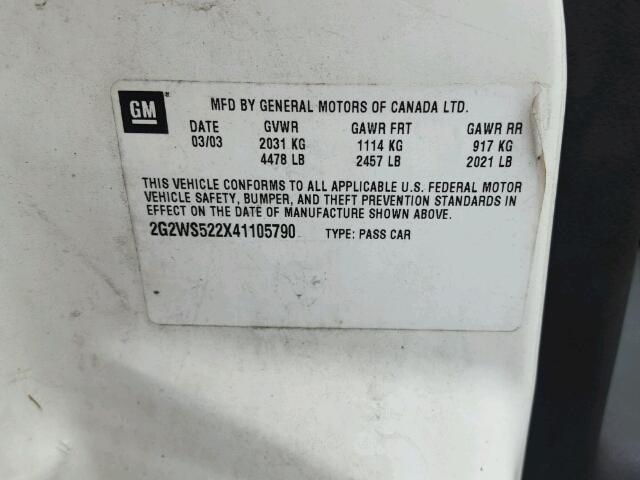 GM
MFD BY GENERAL MOTORS OF CANADA LTD.
DATE GVWR GAWR FRT GAWR RR
03/03 2031 KG 1114 KG 917 KG
4478 LB 2457 LB 2021 LB
THIS VEHICLE CONFORMS TO ALL APPLICABLE U.S. FEDERAL MOTOR
VEHICLE SAFETY, BUMPER, AND THEFT PREVENTION STANDARDS IN
EFFECT ON THE DATE OF MANUFACTURE SHOWN ABOVE.
2G2WS522X41105790 TYPE: PASS CAR